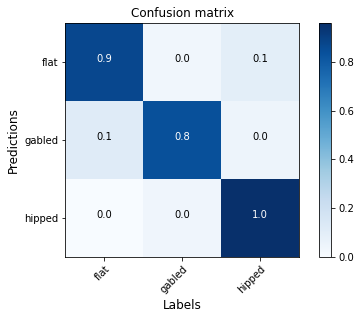 Confusion matrix
flat 0.9 0.0 0.1
gabled 0.1 0.8 0.0
hipped 0.0 0.0 1.0
flat gabled hipped
Predictions
Labels
0.8
0.6
0.4
0.2
0.0